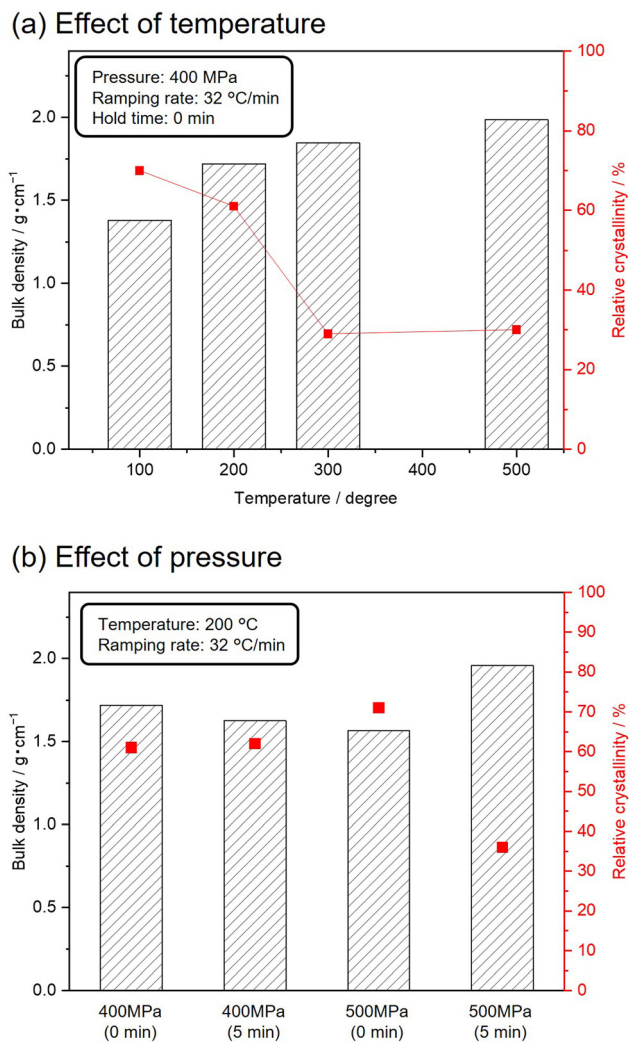 (a) Effect of temperature
Pressure: 400 MPa
Ramping rate: 32 °C/min
Hold time: 0 min
Bulk density / g·cm⁻¹
0.0
0.5
1.0
1.5
2.0
100
200
300
400
500
Temperature / degree
0
20
40
60
80
100
Relative crystallinity / %
(b) Effect of pressure
Temperature: 200 °C
Ramping rate: 32 °C/min
Bulk density / g·cm⁻¹
0.0
0.5
1.0
1.5
2.0
400MPa
(0 min)
400MPa
(5 min)
500MPa
(0 min)
500MPa
(5 min)
0
10
20
30
40
50
60
70
80
90
100
Relative crystallinity / %